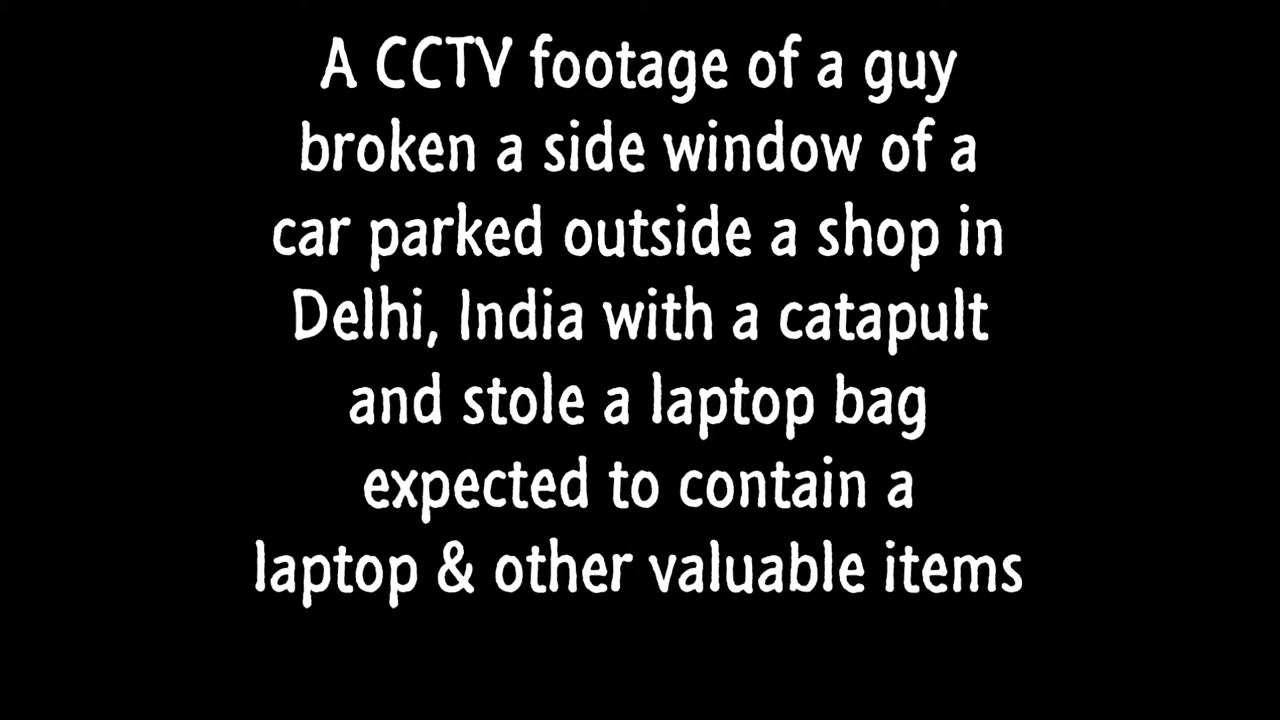 A CCTV footage of a guy
broken a side window of a
car parked outside a shop in
Delhi, India with a catapult
and stole a laptop bag
expected to contain a
laptop & other valuable items